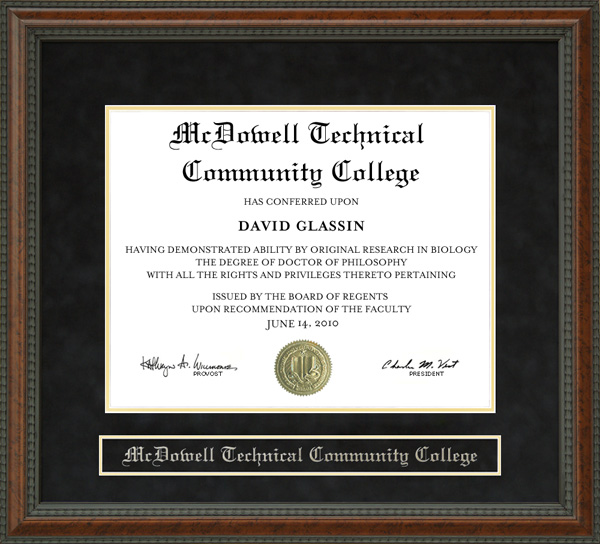 McDowell Technical
Community College
HAS CONFERRED UPON
DAVID GLASSIN
HAVING DEMONSTRATED ABILITY BY ORIGINAL RESEARCH IN BIOLOGY
THE DEGREE OF DOCTOR OF PHILOSOPHY
WITH ALL THE RIGHTS AND PRIVILEGES THERETO PERTAINING
ISSUED BY THE BOARD OF REGENTS
UPON RECOMMENDATION OF THE FACULTY
JUNE 14, 2010
PROVOST
Charles M. Vest
PRESIDENT
McDowell Technical Community College